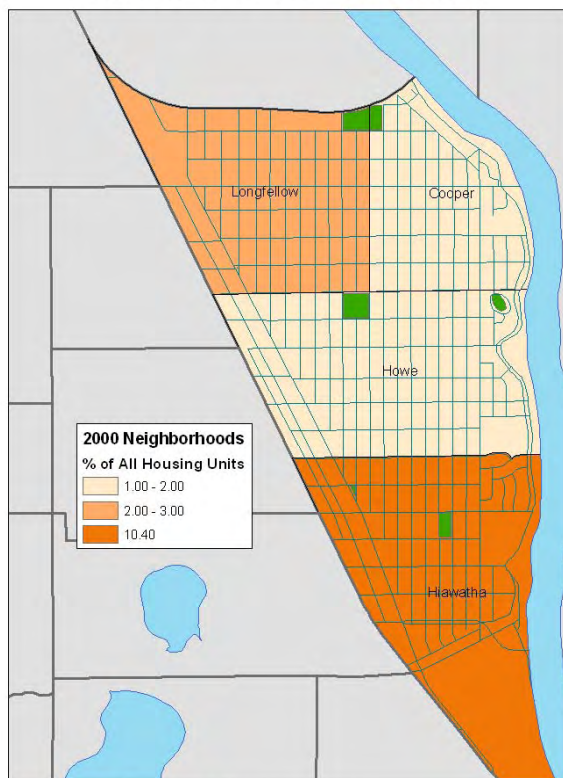 Longfellow
Cooper
Howe
2000 Neighborhoods
% of All Housing Units
1.00 - 2.00
2.00 - 3.00
10.40
Hiawatha